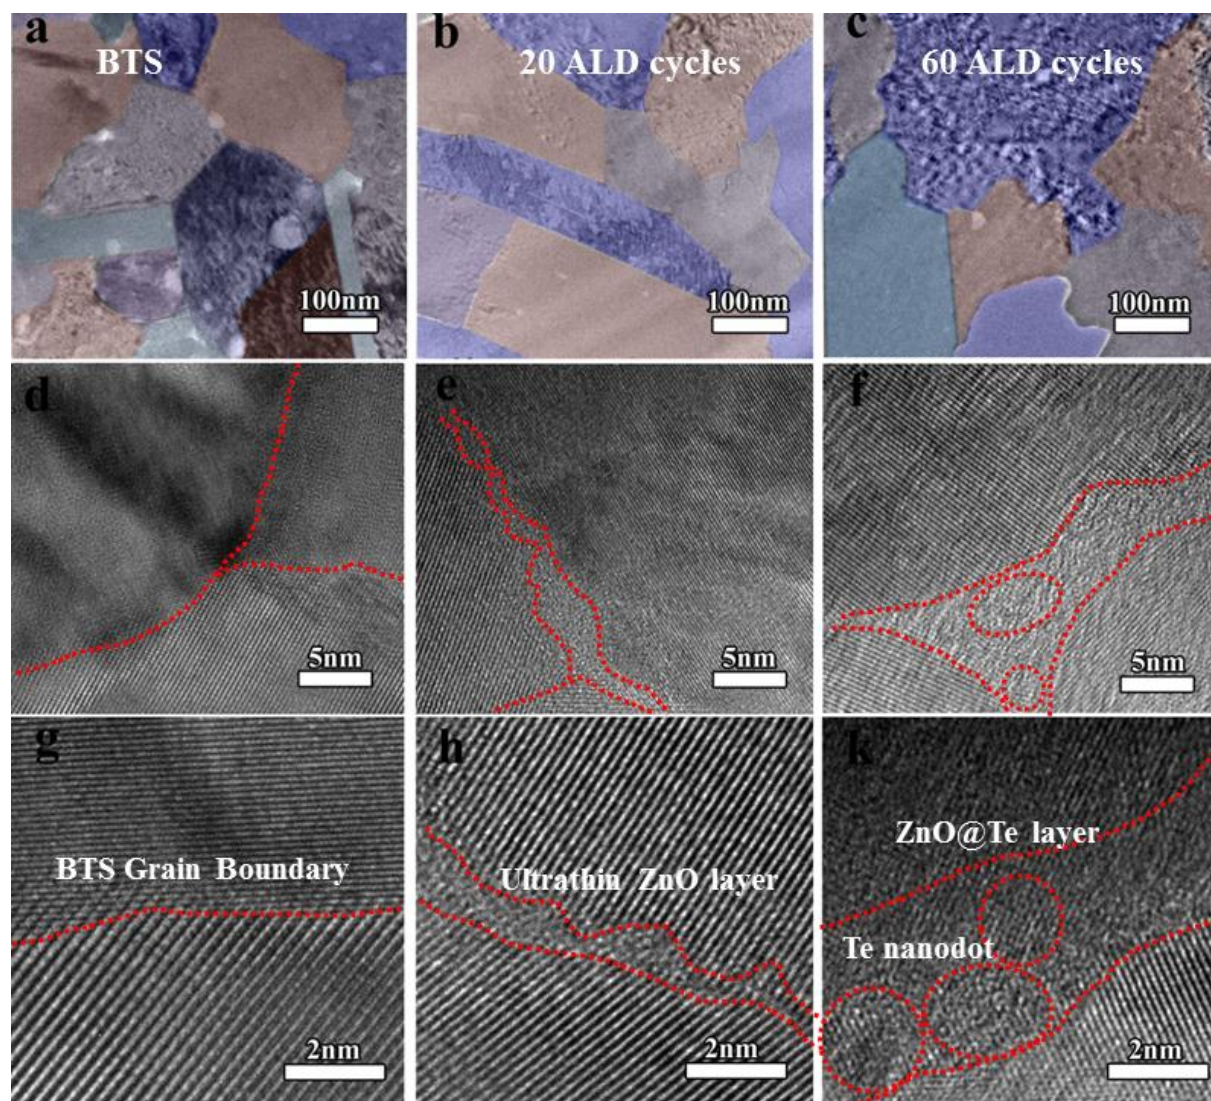 a
BTS
100nm
b
20 ALD cycles
100nm
c
60 ALD cycles
100nm
d
5nm
e
5nm
f
5nm
g
BTS Grain Boundary
2nm
h
Ultrathin ZnO layer
2nm
k
ZnO@Te layer
Te nanodot
2nm